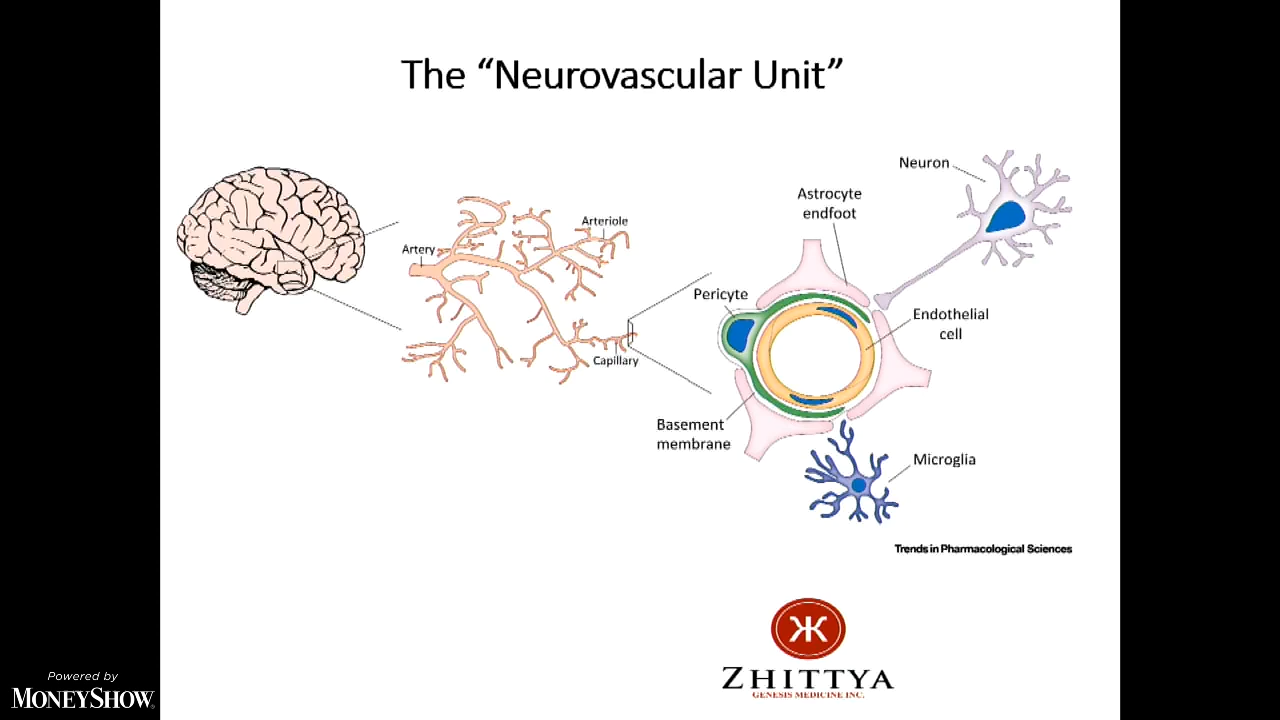 The “Neurovascular Unit”
Neuron
Astrocyte
endfoot
Arteriole
Artery
Pericyte
Endothelial
cell
Capillary
Basement
membrane
Microglia
Trends in Pharmacological Sciences
ЖK
ZHITTYA
GENESIS MEDICINE INC.
Powered by
MONEYSHOW